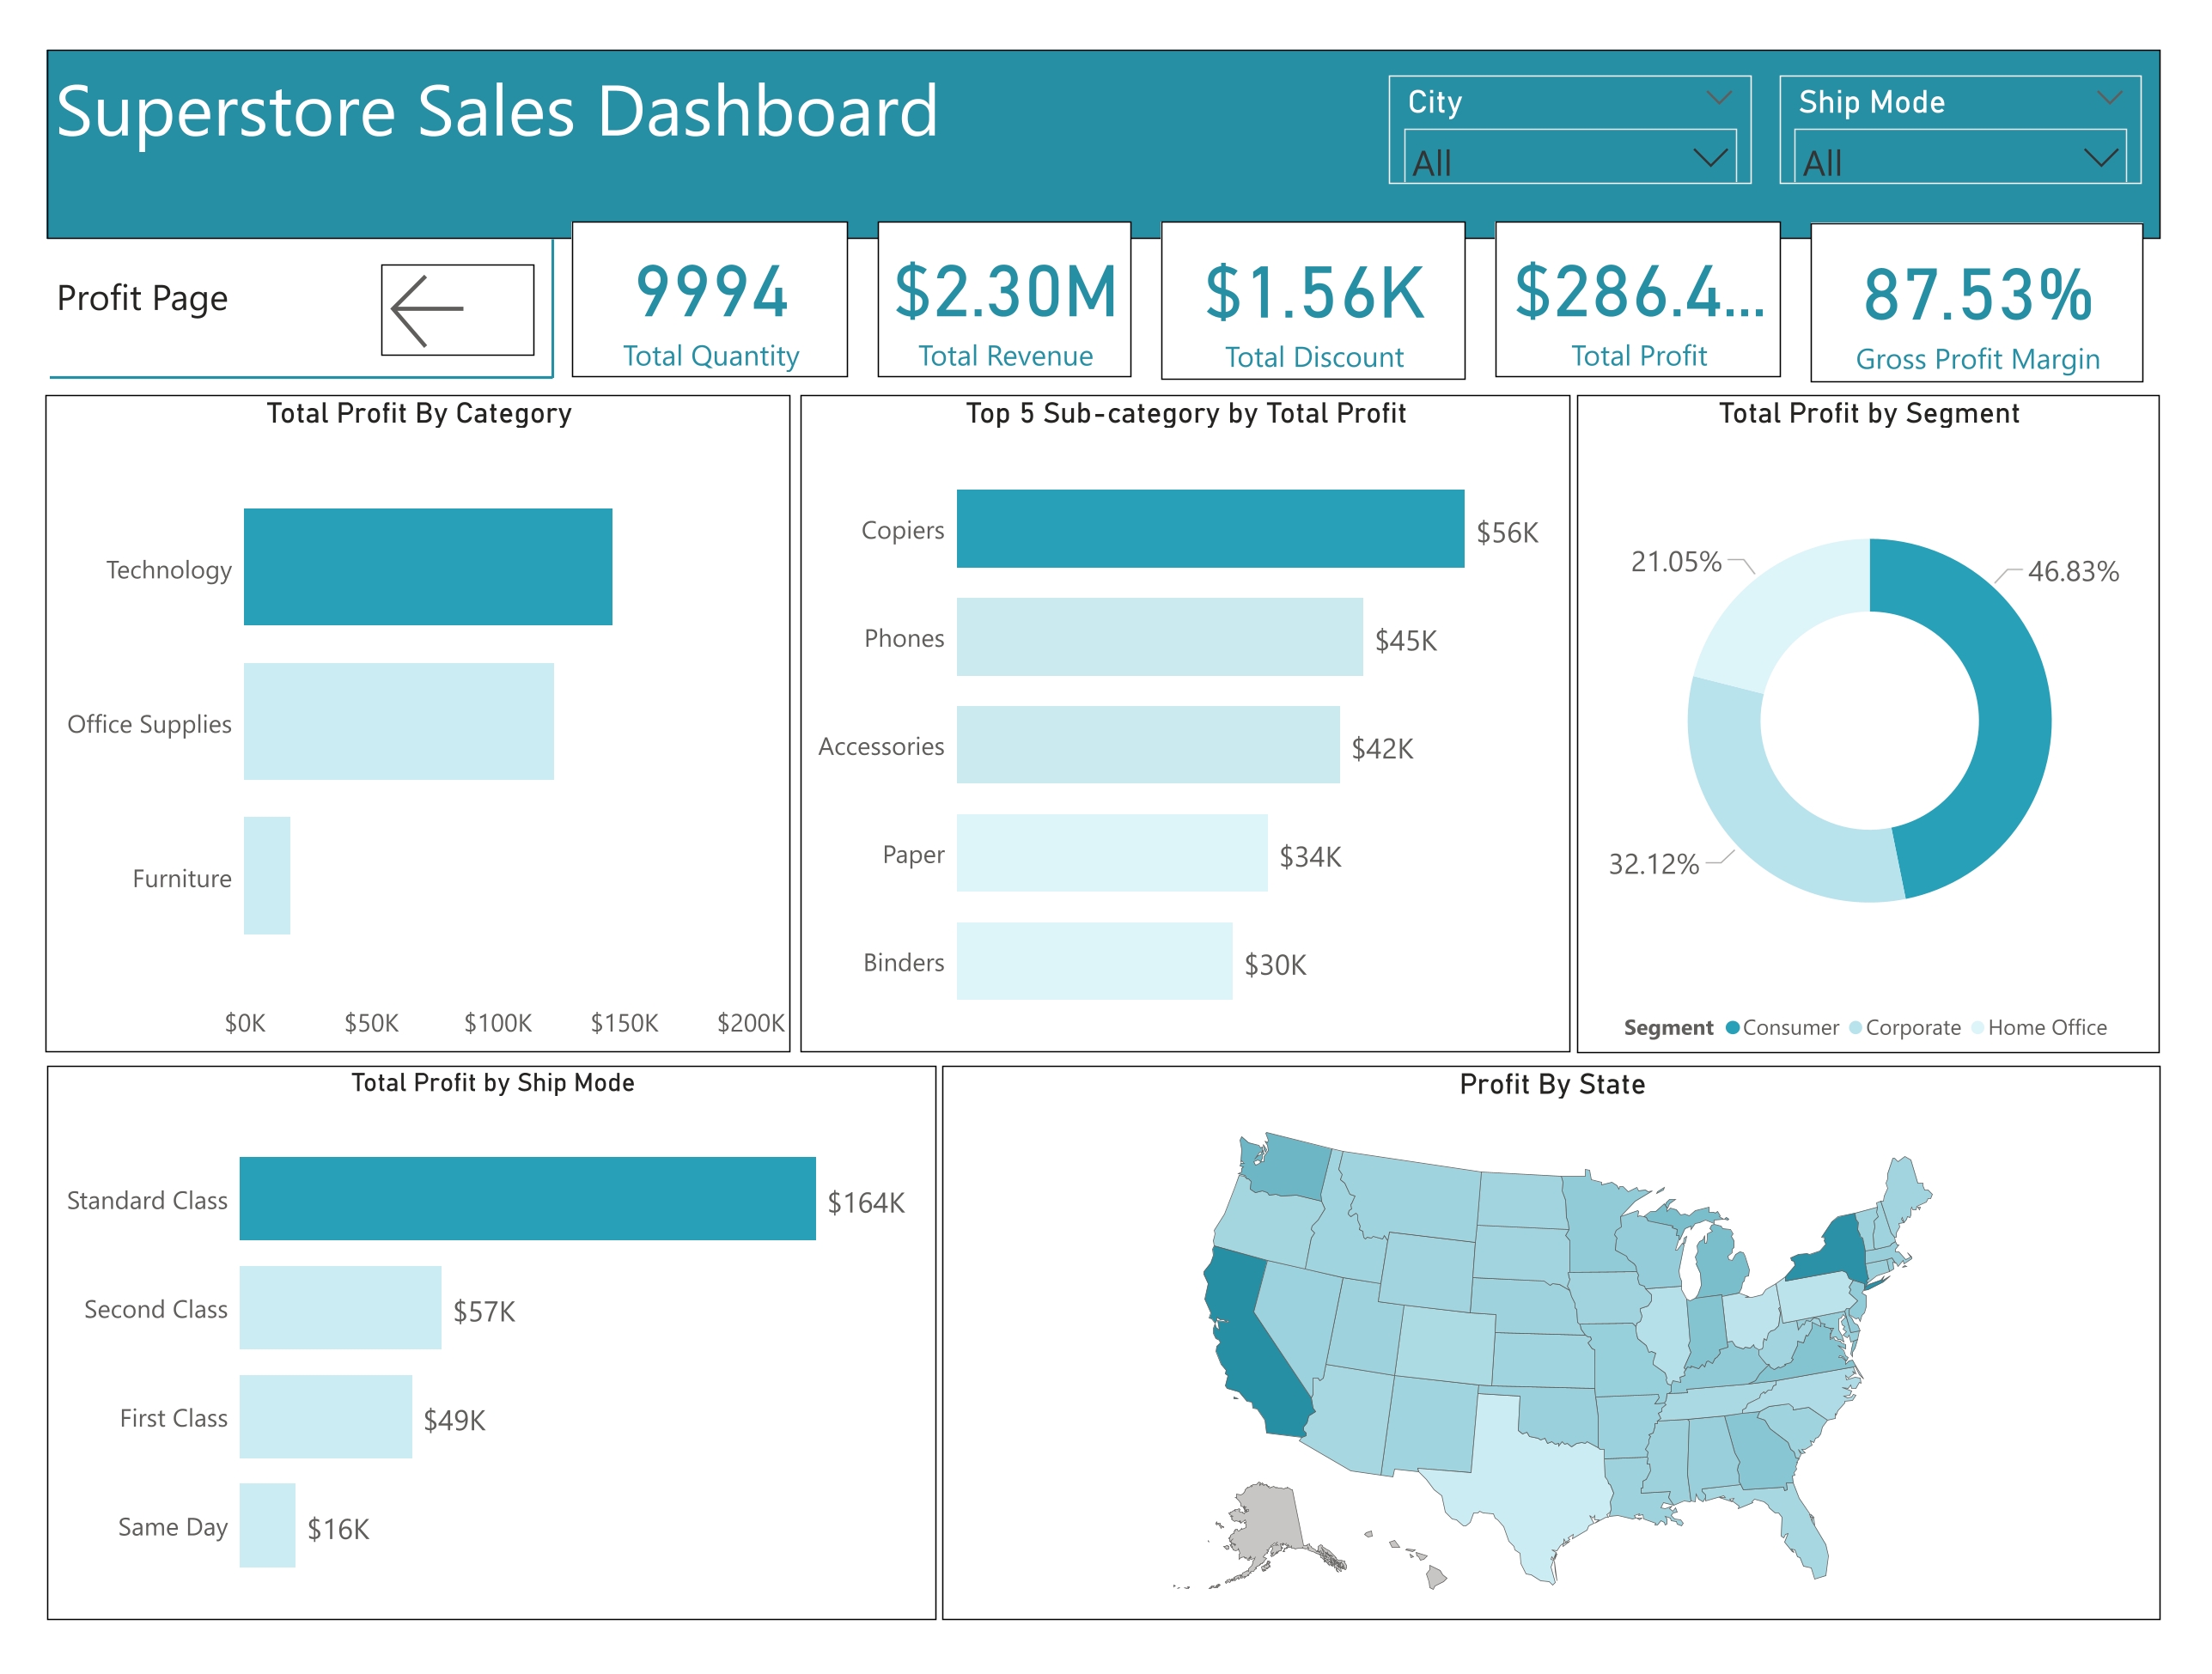 Superstore Sales Dashboard
City
All
Ship Mode
All
Profit Page
9994
Total Quantity
$2.30M
Total Revenue
$1.56K
Total Discount
$286.4...
Total Profit
87.53%
Gross Profit Margin
Total Profit By Category
Technology
Office Supplies
Furniture
$0K $50K $100K $150K $200K
Top 5 Sub-category by Total Profit
Copiers $56K
Phones $45K
Accessories $42K
Paper $34K
Binders $30K
Total Profit by Segment
21.05%
46.83%
32.12%
Segment Consumer Corporate Home Office
Total Profit by Ship Mode
Standard Class $164K
Second Class $57K
First Class $49K
Same Day $16K
Profit By State